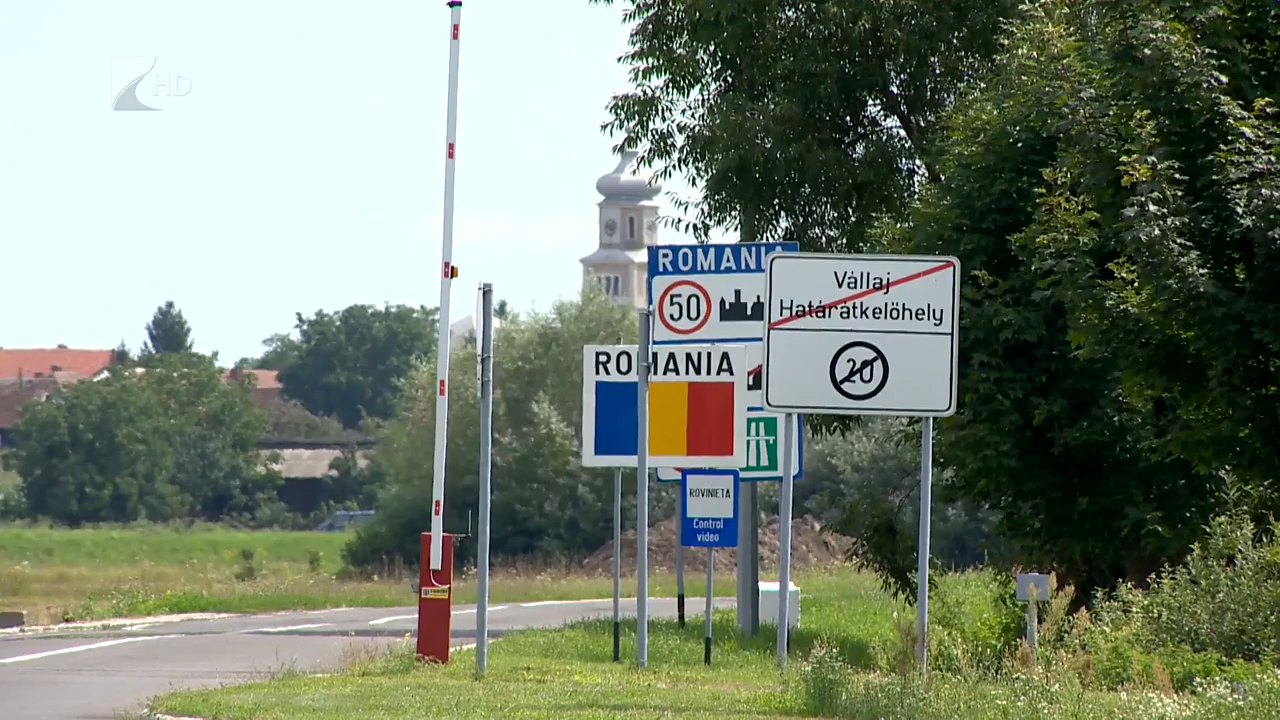 HD
ROMANIA
50
Vállaj
Határátkelőhely
20
ROMANIA
ROVINIETA
Control
video